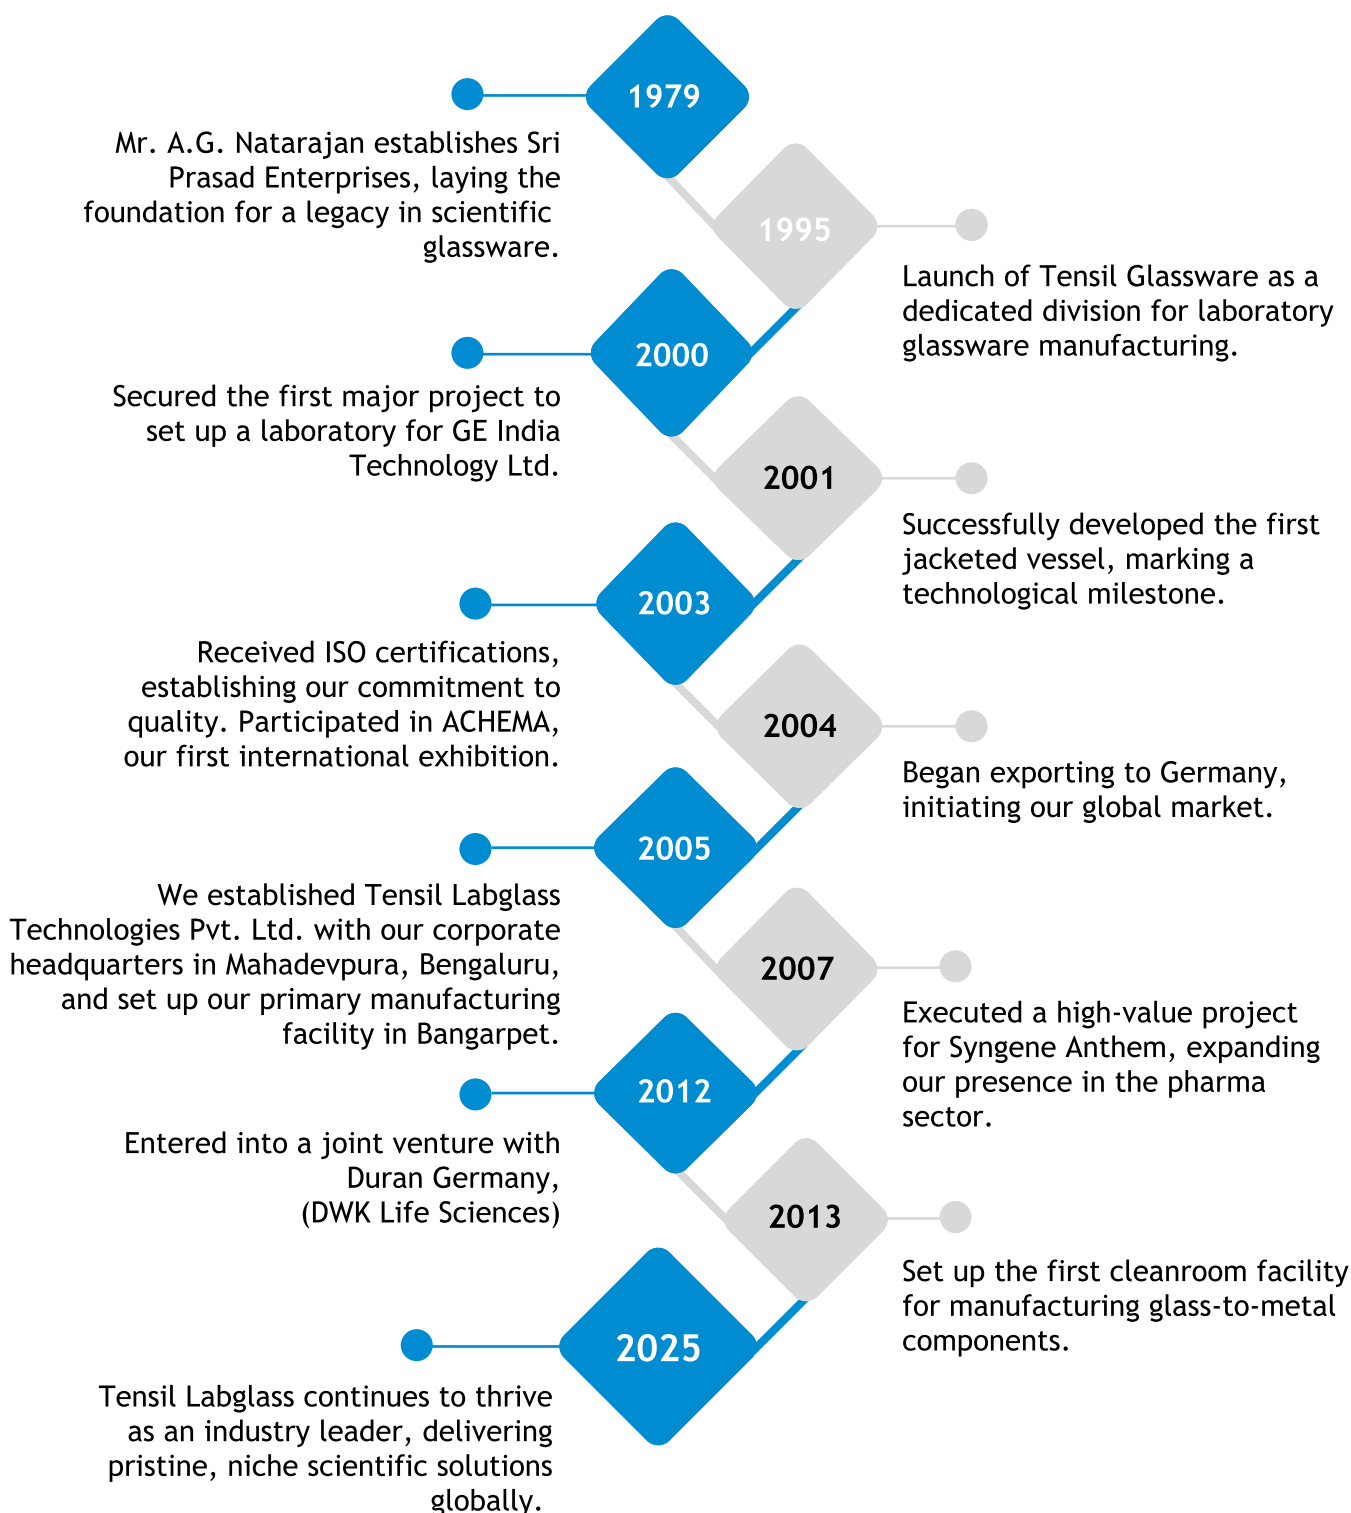 1979
Mr. A.G. Natarajan establishes Sri
Prasad Enterprises, laying the
foundation for a legacy in scientific
glassware.
1995
Launch of Tensil Glassware as a
dedicated division for laboratory
glassware manufacturing.
2000
Secured the first major project to
set up a laboratory for GE India
Technology Ltd.
2001
Successfully developed the first
jacketed vessel, marking a
technological milestone.
2003
Received ISO certifications,
establishing our commitment to
quality. Participated in ACHEMA,
our first international exhibition.
2004
Began exporting to Germany,
initiating our global market.
2005
We established Tensil Labglass
Technologies Pvt. Ltd. with our corporate
headquarters in Mahadevpura, Bengaluru,
and set up our primary manufacturing
facility in Bangarpet.
2007
Executed a high-value project
for Syngene Anthem, expanding
our presence in the pharma
sector.
2012
Entered into a joint venture with
Duran Germany,
(DWK Life Sciences)
2013
Set up the first cleanroom facility
for manufacturing glass-to-metal
components.
2025
Tensil Labglass continues to thrive
as an industry leader, delivering
pristine, niche scientific solutions
globally.